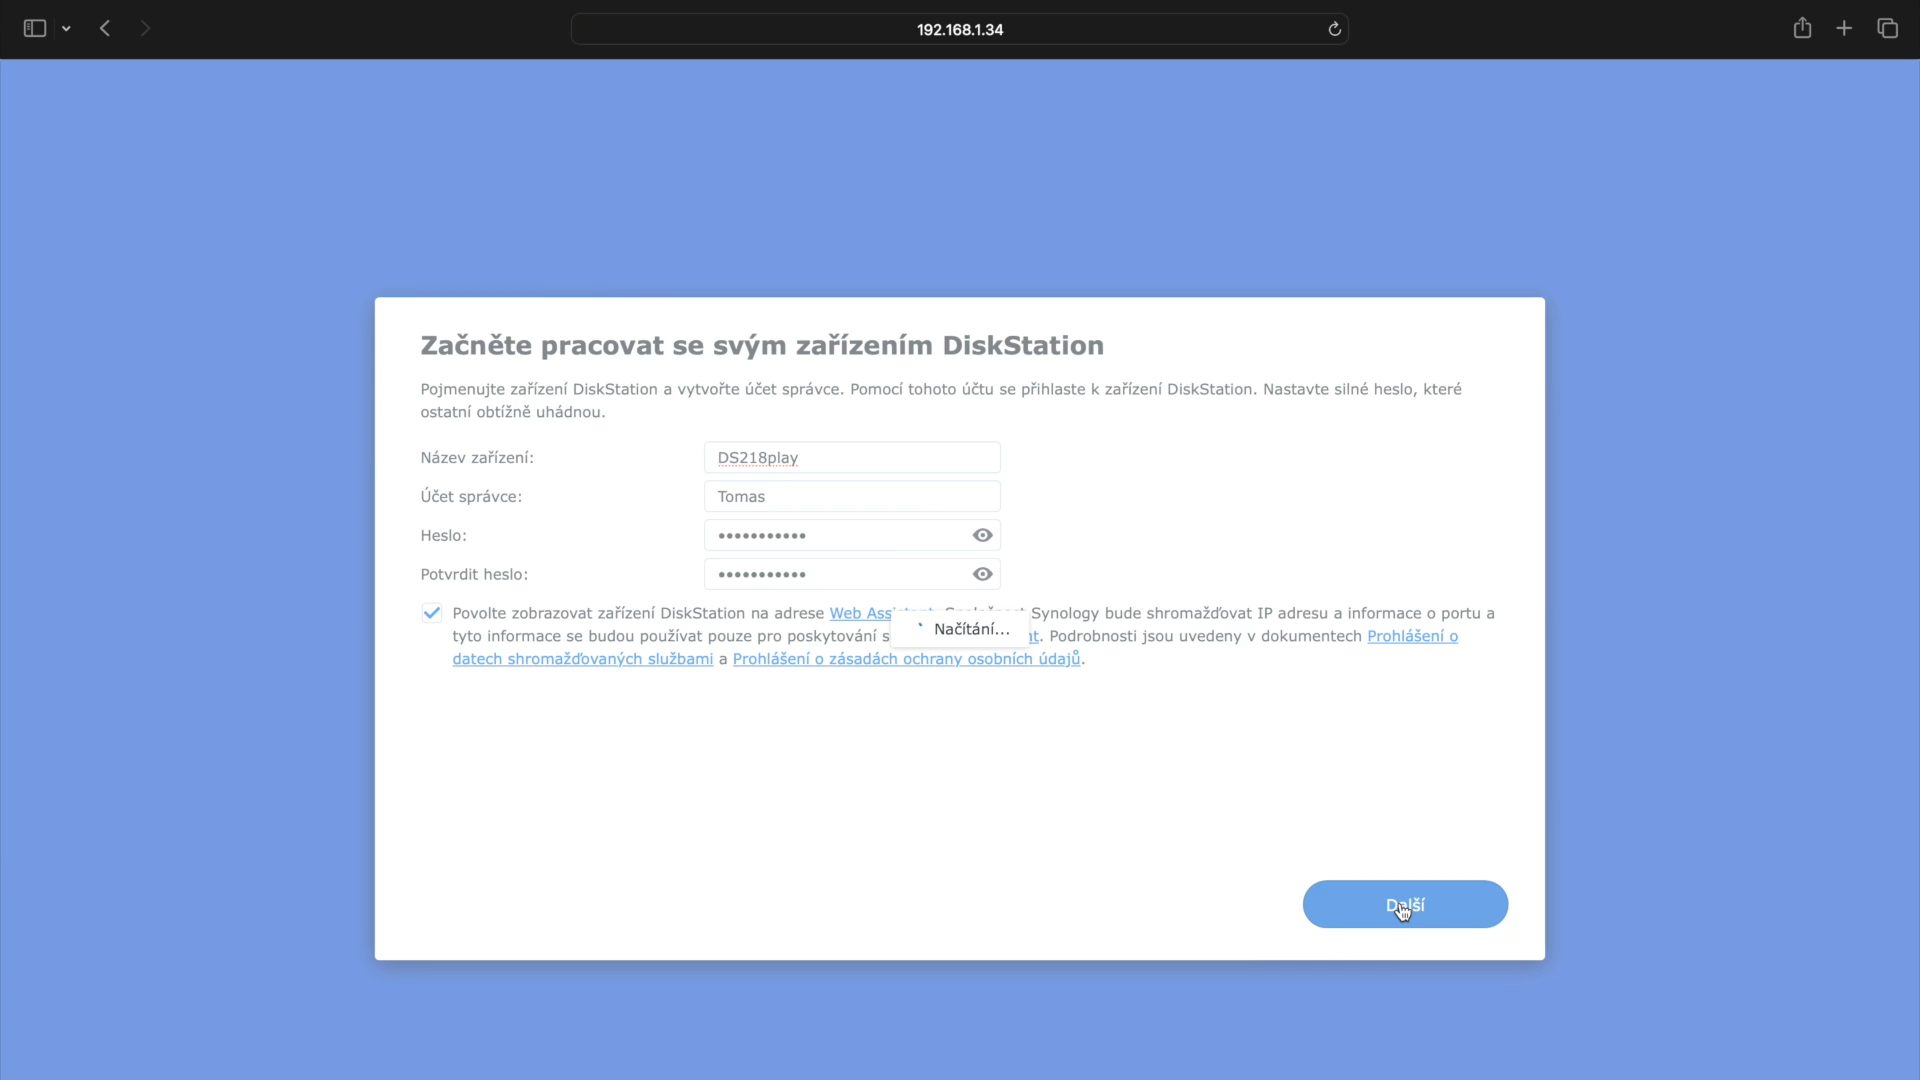 192.168.1.34
Začněte pracovat se svým zařízením DiskStation
Pojmenujte zařízení DiskStation a vytvořte účet správce. Pomocí tohoto účtu se přihlaste k zařízení DiskStation. Nastavte silné heslo, které
ostatní obtížně uhádnou.
Název zařízení: DS218play
Účet správce: Tomas
Heslo: •••••••••••
Potvrdit heslo: •••••••••••
Povolte zobrazovat zařízení DiskStation na adrese Web Synology bude shromažďovat IP adresu a informace o portu a
tyto informace se budou používat pouze pro poskytování Načítání... Podrobnosti jsou uvedeny v dokumentech Prohlášení o
datech shromažďovaných službami a Prohlášení o zásadách ochrany osobních údajů.
Další